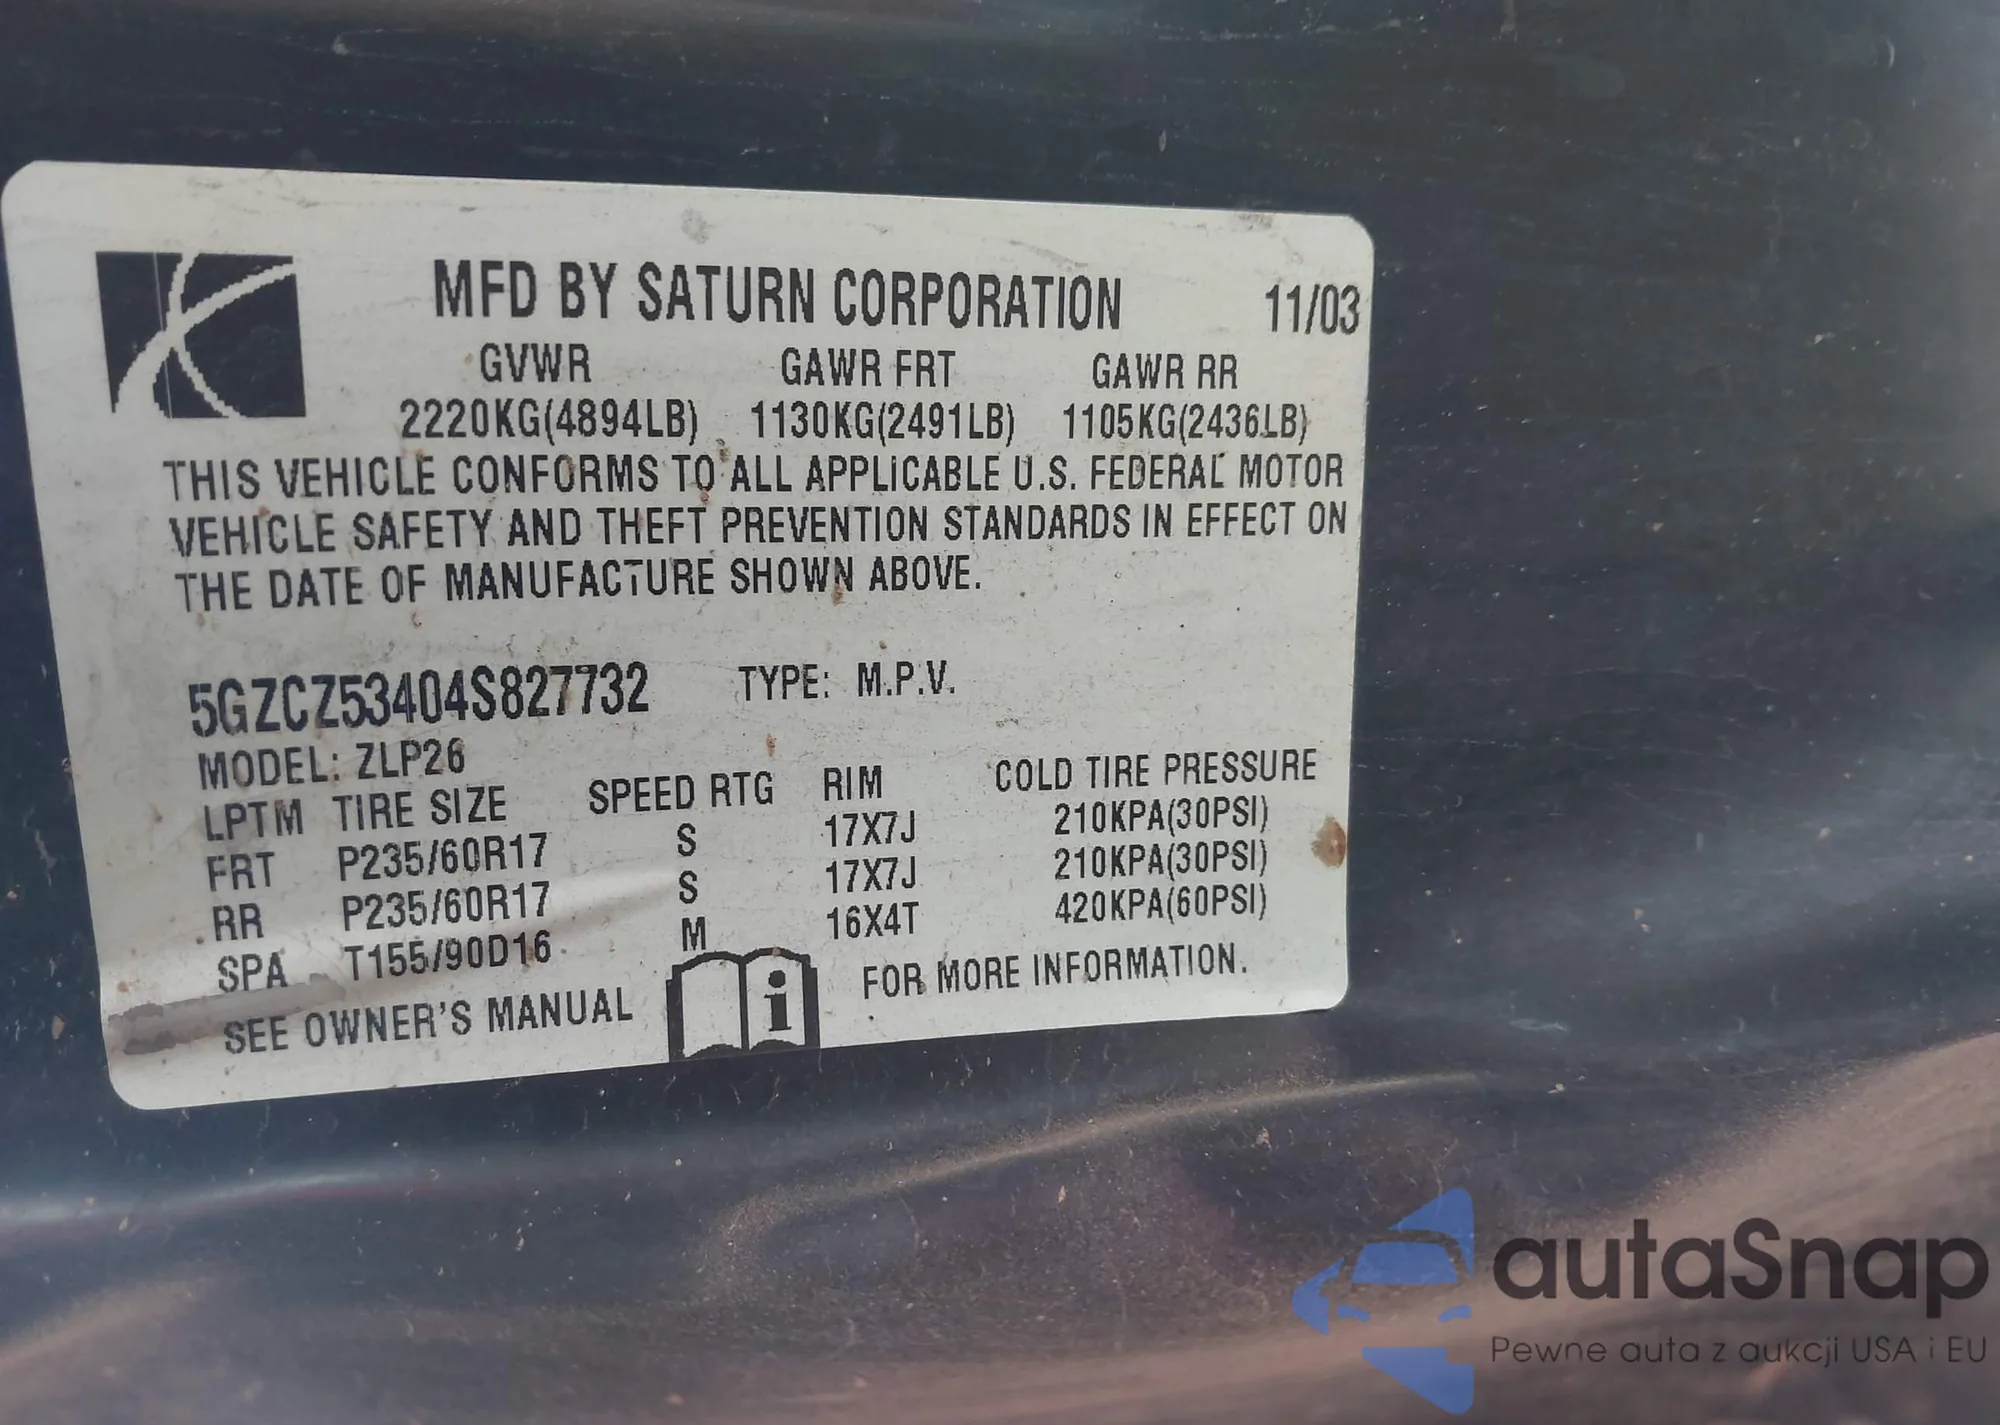 MFD BY SATURN CORPORATION 11/03
GVWR GAWR FRT GAWR RR
2220KG(4894LB) 1130KG(2491LB) 1105KG(2436LB)
THIS VEHICLE CONFORMS TO ALL APPLICABLE U.S. FEDERAL MOTOR
VEHICLE SAFETY AND THEFT PREVENTION STANDARDS IN EFFECT ON
THE DATE OF MANUFACTURE SHOWN ABOVE.
5GZCZ53404S827732 TYPE: M.P.V.
MODEL: ZLP26
LPTM TIRE SIZE SPEED RTG RIM COLD TIRE PRESSURE
FRT P235/60R17 S 17X7J 210KPA(30PSI)
RR P235/60R17 S 17X7J 210KPA(30PSI)
SPA T155/90D16 M 16X4T 420KPA(60PSI)
SEE OWNER'S MANUAL i FOR MORE INFORMATION.
autaSnap
Pewne auta z aukcji USA i EU